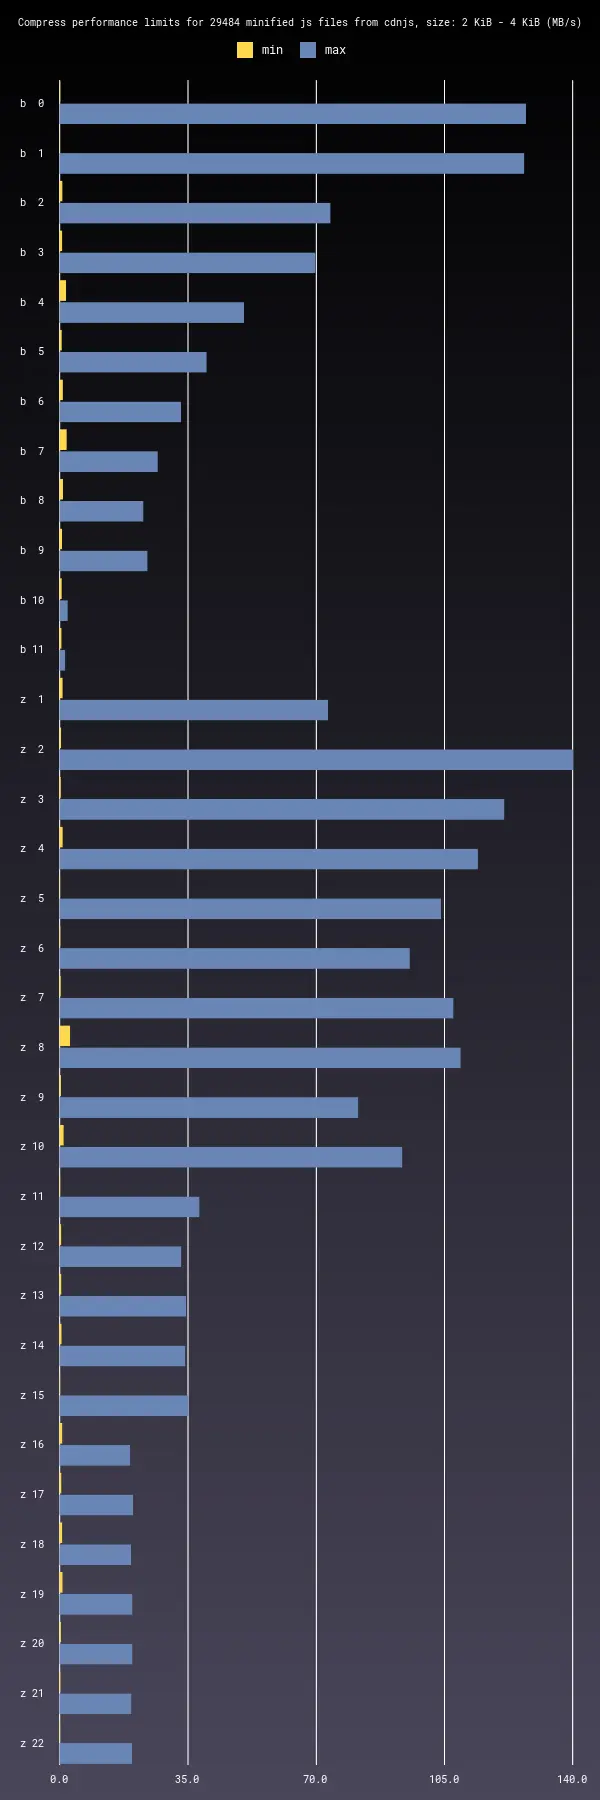 Compress performance limits for 29484 minified js files from cdnjs, size: 2 KiB - 4 KiB (MB/s)
min max
b 0
b 1
b 2
b 3
b 4
b 5
b 6
b 7
b 8
b 9
b 10
b 11
z 1
z 2
z 3
z 4
z 5
z 6
z 7
z 8
z 9
z 10
z 11
z 12
z 13
z 14
z 15
z 16
z 17
z 18
z 19
z 20
z 21
z 22
0.0 35.0 70.0 105.0 140.0